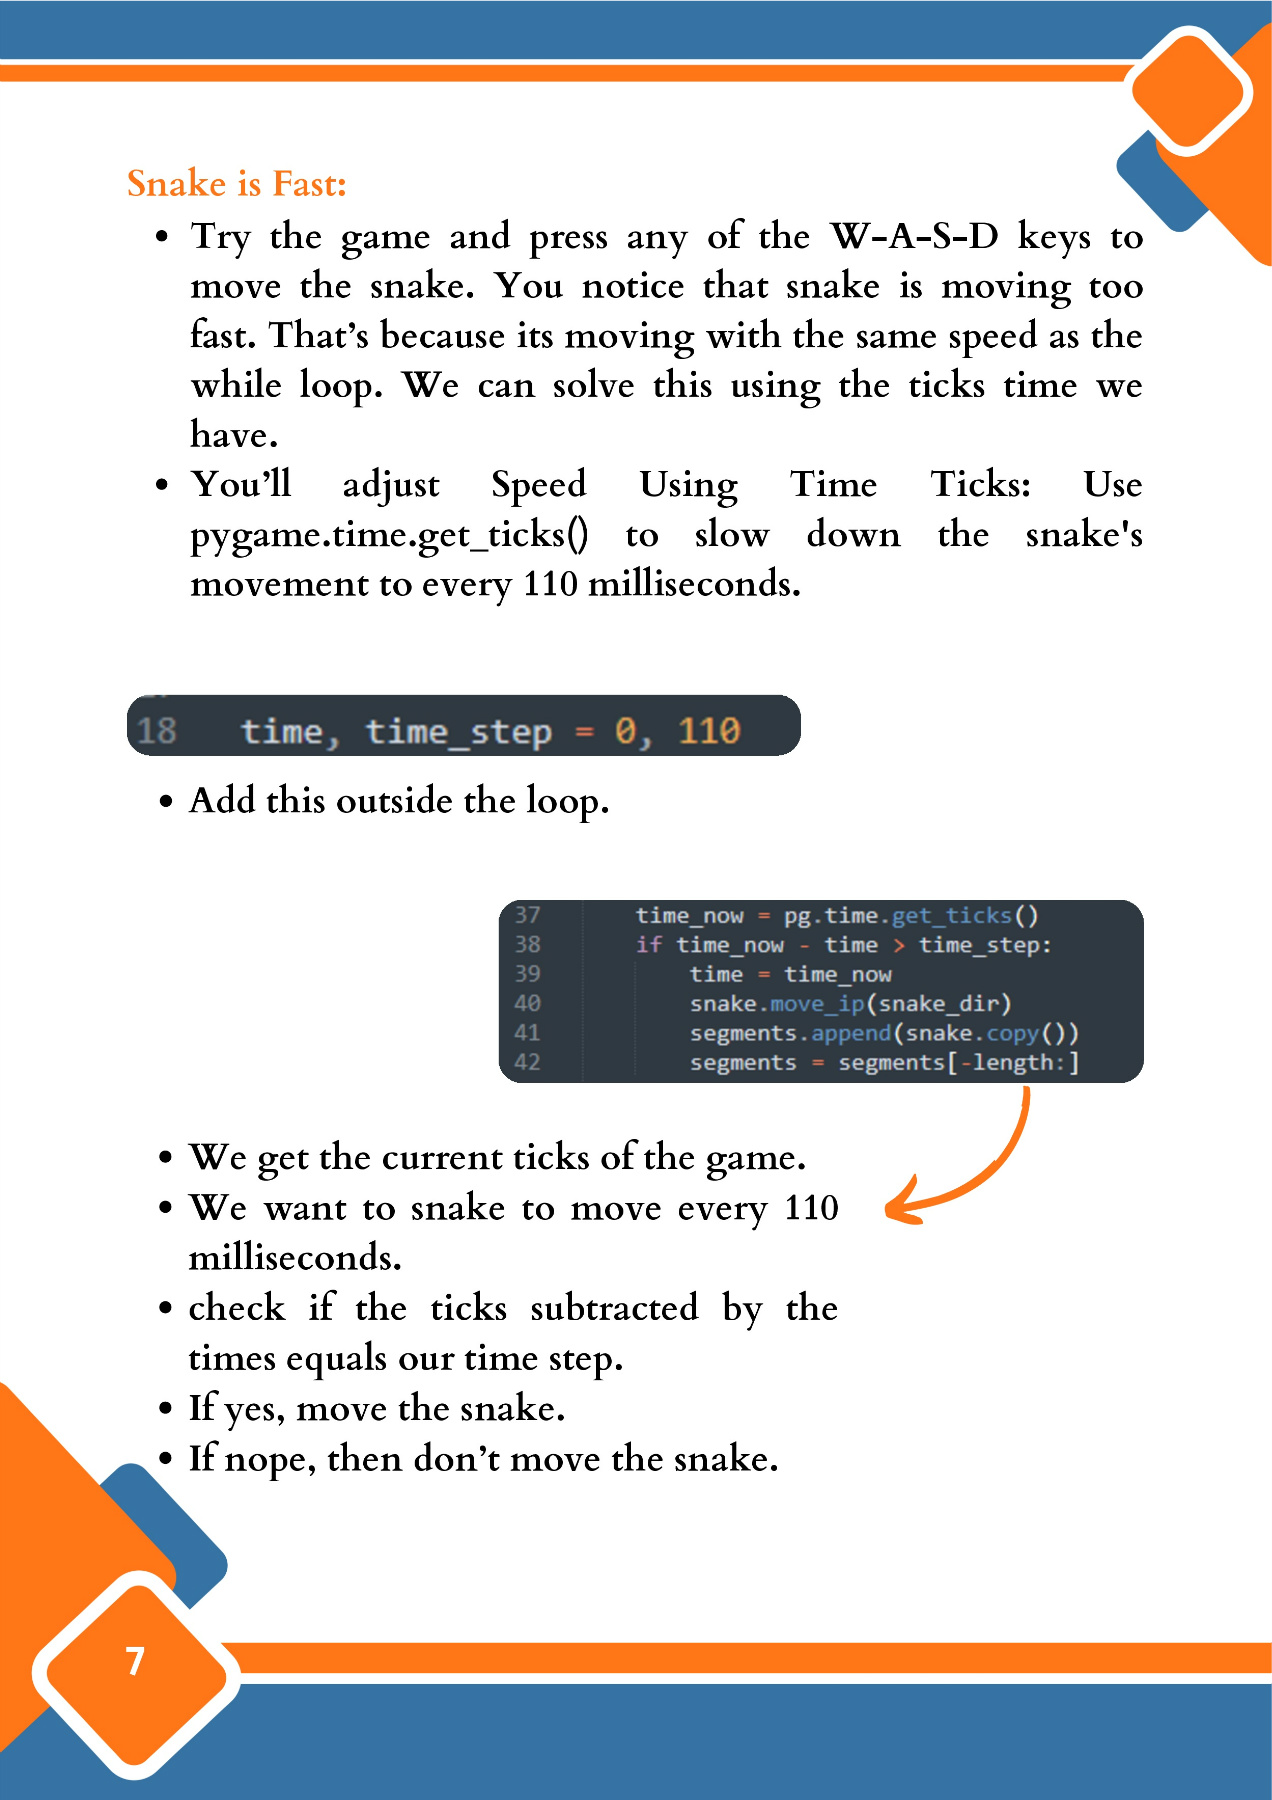 Snake is Fast:
• Try the game and press any of the W-A-S-D keys to
move the snake. You notice that snake is moving too
fast. That's because its moving with the same speed as the
while loop. We can solve this using the ticks time we
have.
• You'll adjust Speed Using Time Ticks: Use
pygame.time.get_ticks() to slow down the snake's
movement to every 110 milliseconds.
18 time, time_step = 0, 110
• Add this outside the loop.
37 time_now = pg.time.get_ticks()
38 if time_now - time > time_step:
39 time = time_now
40 snake.move_ip(snake_dir)
41 segments.append(snake.copy())
42 segments = segments[-length:]
• We get the current ticks of the game.
• We want to snake to move every 110
milliseconds.
• check if the ticks subtracted by the
times equals our time step.
• If yes, move the snake.
• If nope, then don't move the snake.
7